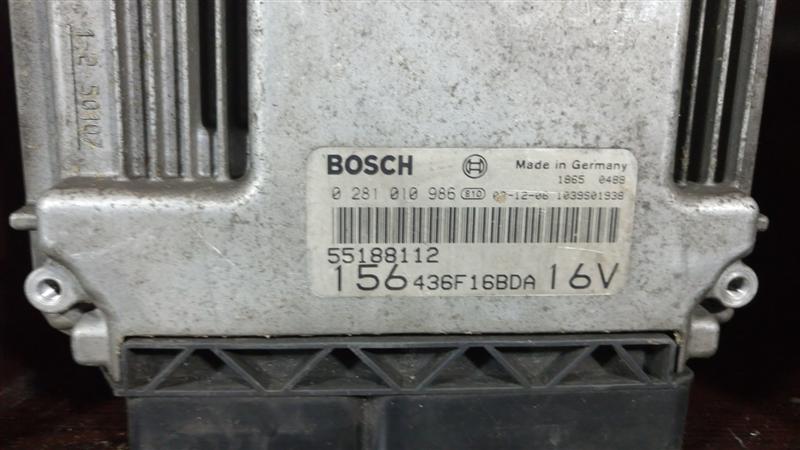 1-2 50107
BOSCH
Made in Germany
1865 0488
0 281 010 986 810 -12-06 1039S01938
55188112
156 436F16BDA 16V